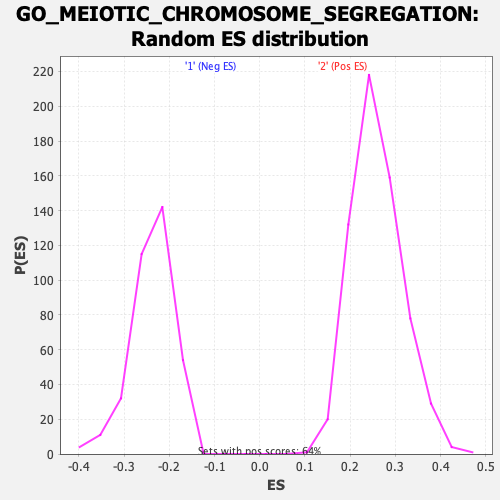 GO_MEIOTIC_CHROMOSOME_SEGREGATION:
Random ES distribution
'1' (Neg ES) '2' (Pos ES)
220
200
180
160
140
120
100
80
60
40
20
0
P(ES)
Sets with pos scores: 64%
-0.4 -0.3 -0.2 -0.1 0.0 0.1 0.2 0.3 0.4 0.5
ES